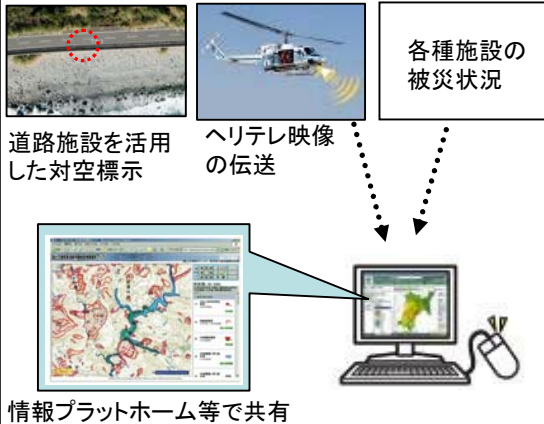 各種施設の
被災状況
道路施設を活用
した対空標示
ヘリテレ映像
の伝送
情報プラットホーム等で共有